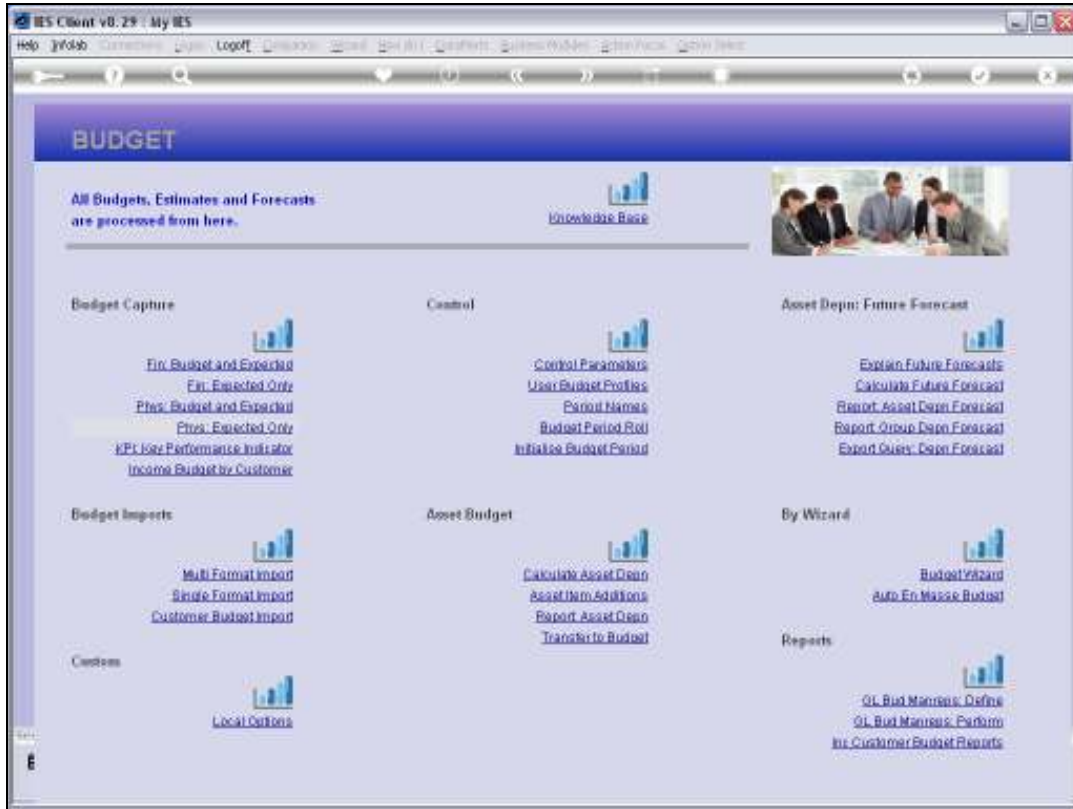 IES Client v8.29 : My IES
Help Infolab Logoff
BUDGET
All Budgets, Estimates and Forecasts
are processed from here.
Knowledge Base
Budget Capture
Fin: Budget and Expected
Fin: Expected Only
Phys: Budget and Expected
Phys: Expected Only
KPI: Key Performance Indicator
Income Budget by Customer
Control
Control Parameters
User Budget Profiles
Period Names
Budget Period Roll
Initialise Budget Period
Asset Depn: Future Forecast
Explain Future Forecasts
Calculate Future Forecast
Report: Asset Depn Forecast
Report: Group Depn Forecast
Export Query: Depn Forecast
Budget Imports
Multi Format Import
Single Format Import
Customer Budget Import
Asset Budget
Calculate Asset Depn
Asset Item Additions
Report Asset Depn
Transfer to Budget
By Wizard
Budget Wizard
Auto En Masse Budget
Custom
Local Options
Reports
GL Bud Manreps: Define
GL Bud Manreps: Perform
Customer Budget Reports